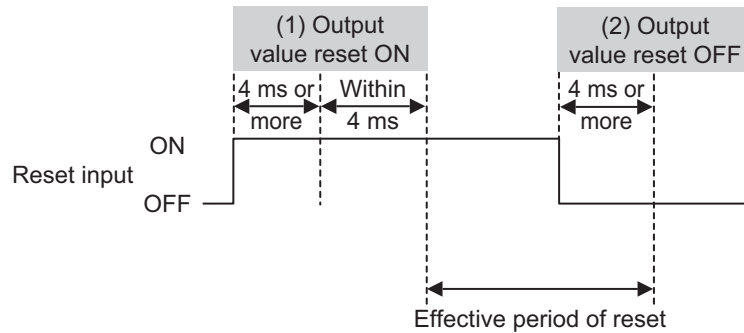 (1) Output
value reset ON
(2) Output
value reset OFF
4 ms or
more
Within
4 ms
4 ms or
more
ON
Reset input
OFF
Effective period of reset